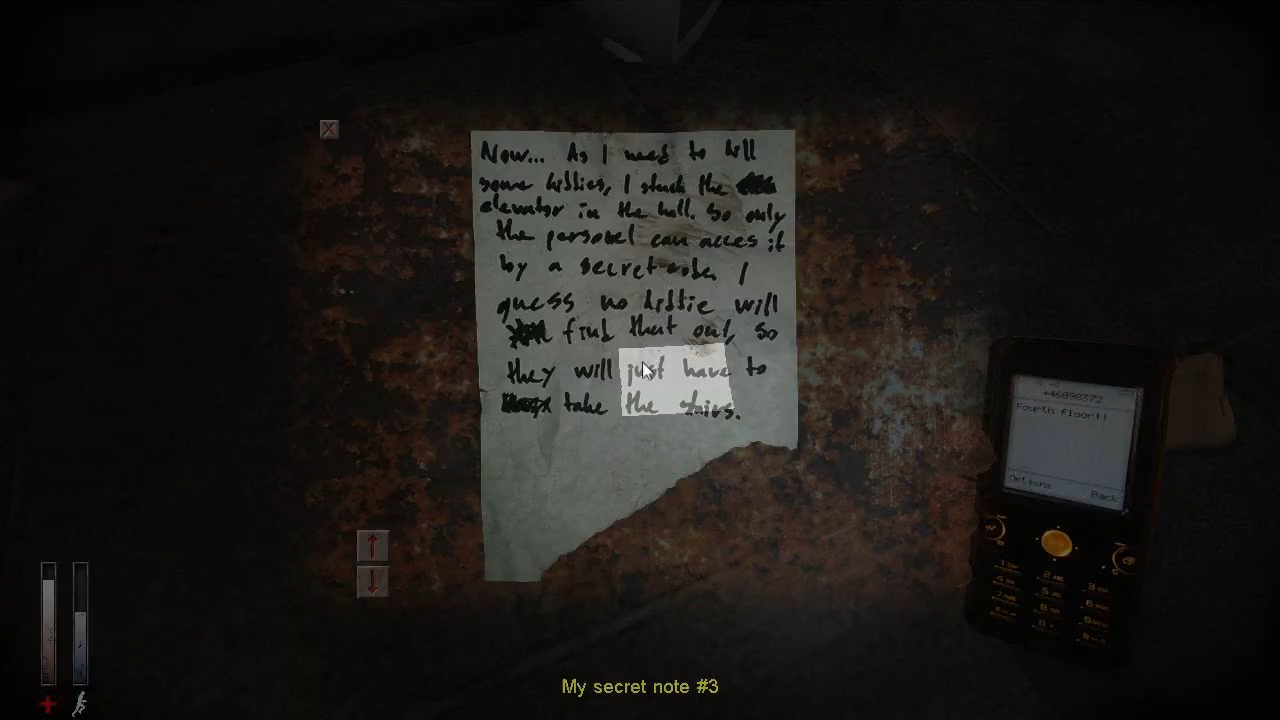 Now... As I need to kill
some kiddies, I stuck the
elevator in the hall. So only
the personel can acces it
by a secret code. I
guess no kiddie will
find that out, so
they will just have to
take the stairs.
+46090372
Fourth floor!!
Options Back
My secret note #3